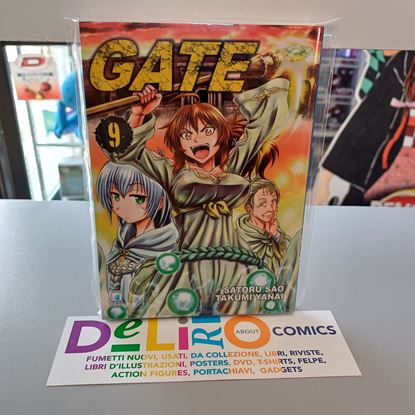 GATE
9
SATORU SAO
TAKUMI YANAI
DeLiRiO ABOUT COMICS
FUMETTI NUOVI, USATI, DA COLLEZIONE, LIBRI, RIVISTE,
LIBRI D'ILLUSTRAZIONI, POSTERS, DVD, T-SHIRTS, FELPE,
ACTION FIGURES, PORTACHIAVI, GADGETS